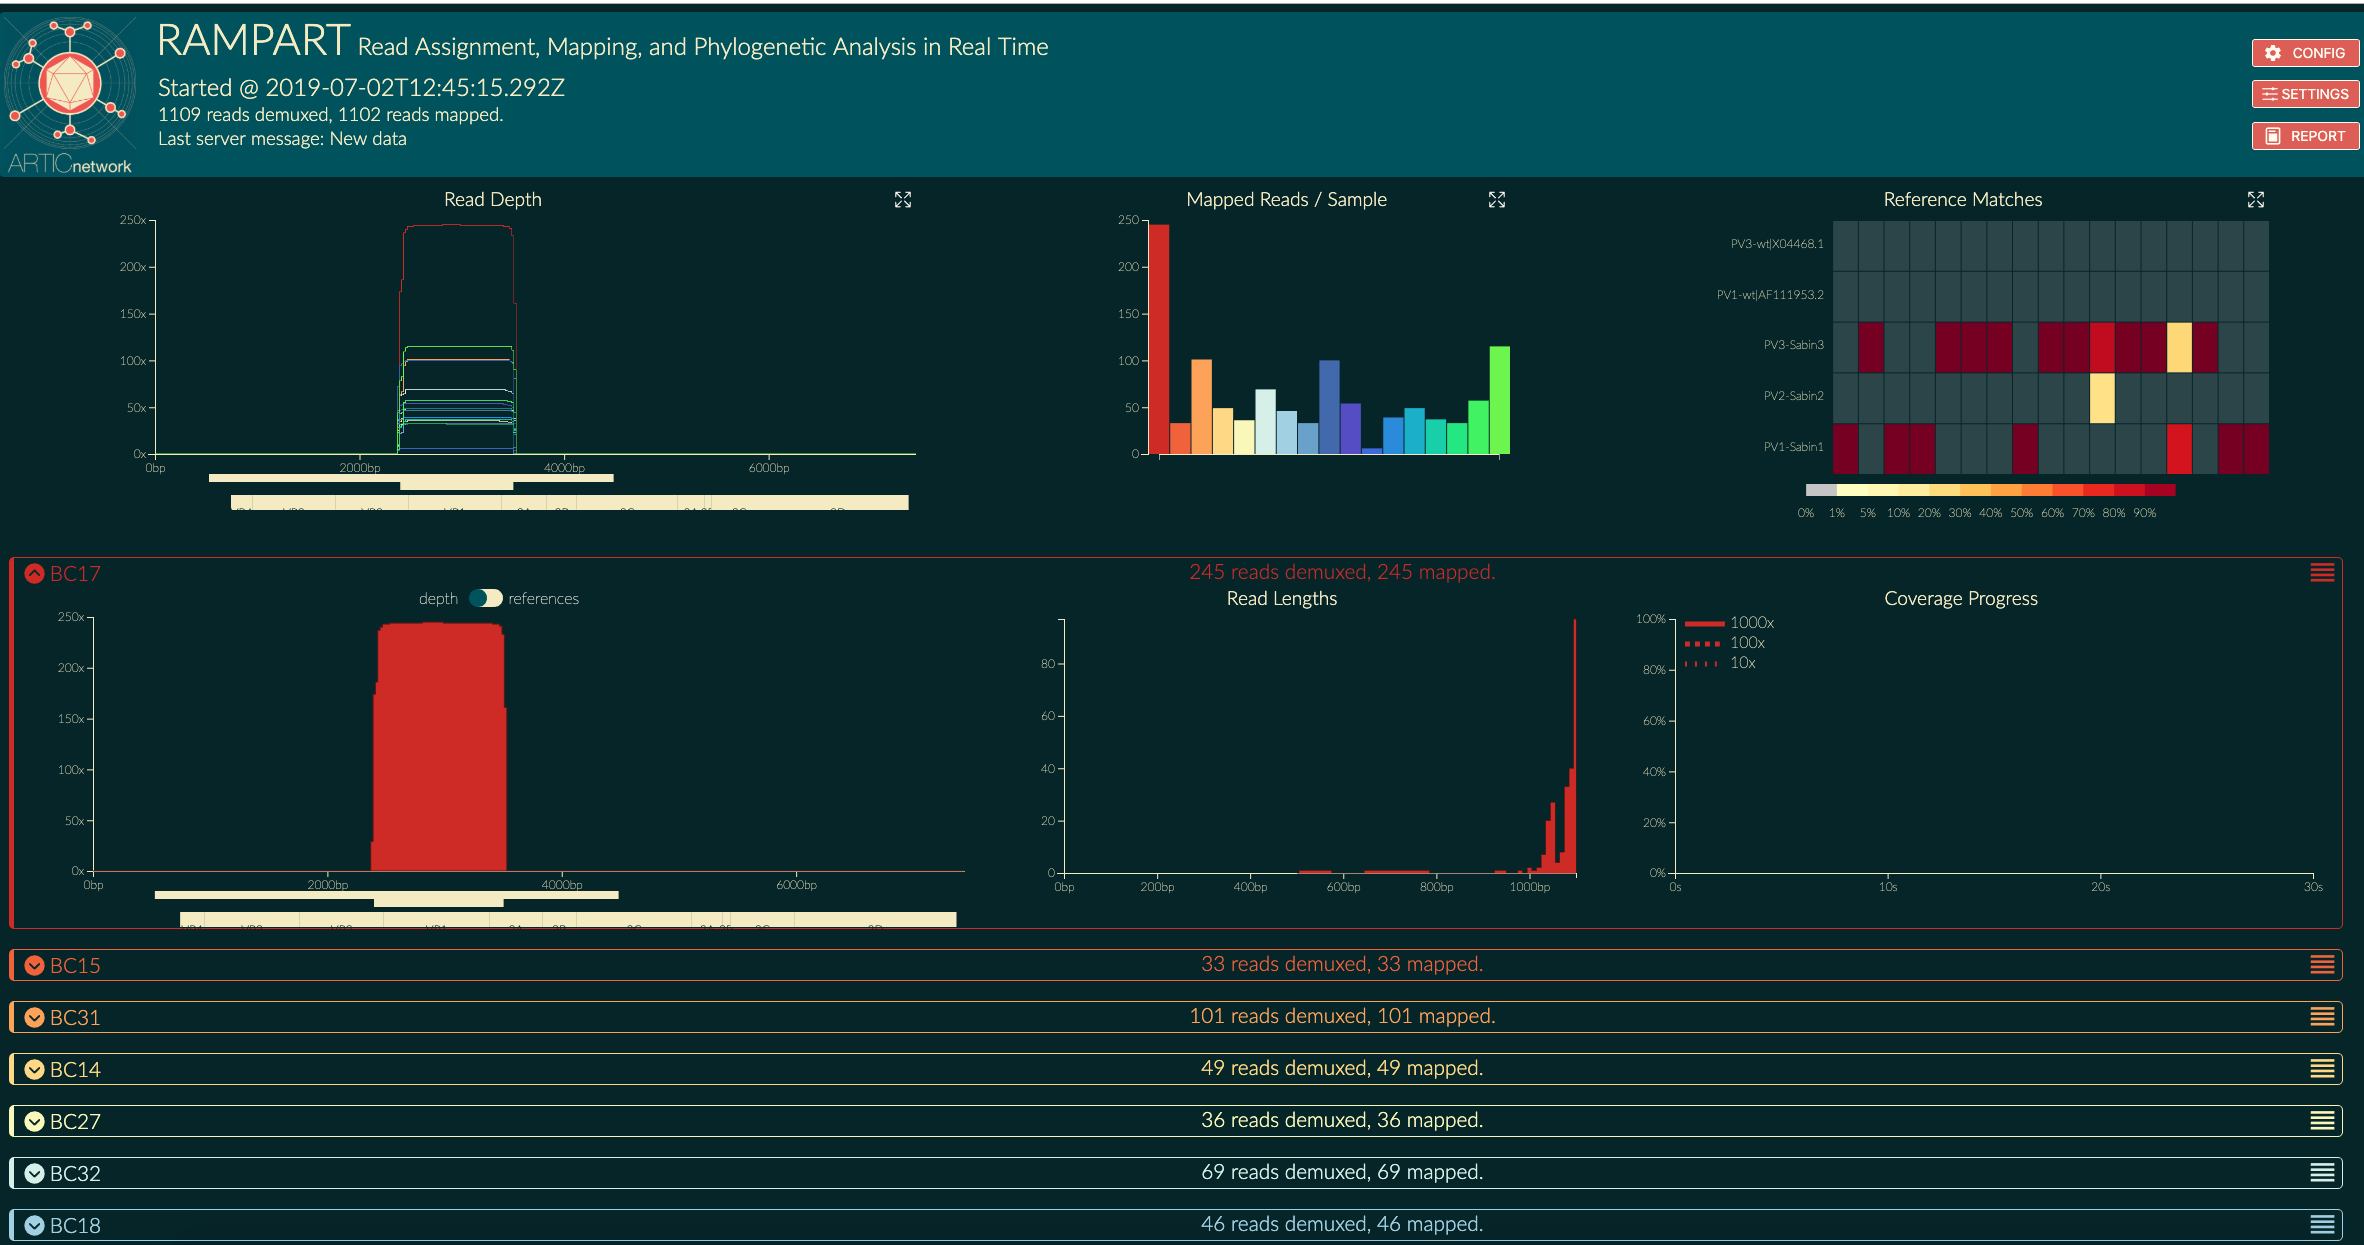 RAMPART Read Assignment, Mapping, and Phylogenetic Analysis in Real Time
Started @ 2019-07-02T12:45:15.292Z
1109 reads demuxed, 1102 reads mapped.
Last server message: New data
ARTICnetwork
CONFIG
SETTINGS
REPORT
Read Depth
250x
200x
150x
100x
50x
0x
0bp 2000bp 4000bp 6000bp
Mapped Reads / Sample
250
200
150
100
50
0
Reference Matches
PV3-wt|X04468.1
PV1-wt|AF111953.2
PV3-Sabin3
PV2-Sabin2
PV1-Sabin1
0% 1% 5% 10% 20% 30% 40% 50% 60% 70% 80% 90%
BC17
245 reads demuxed, 245 mapped.
depth references
250x
200x
150x
100x
50x
0x
0bp 2000bp 4000bp 6000bp
Read Lengths
80
60
40
20
0
0bp 200bp 400bp 600bp 800bp 1000bp
Coverage Progress
1000x
100x
10x
100%
80%
60%
40%
20%
0%
0s 10s 20s 30s
BC15 33 reads demuxed, 33 mapped.
BC31 101 reads demuxed, 101 mapped.
BC14 49 reads demuxed, 49 mapped.
BC27 36 reads demuxed, 36 mapped.
BC32 69 reads demuxed, 69 mapped.
BC18 46 reads demuxed, 46 mapped.